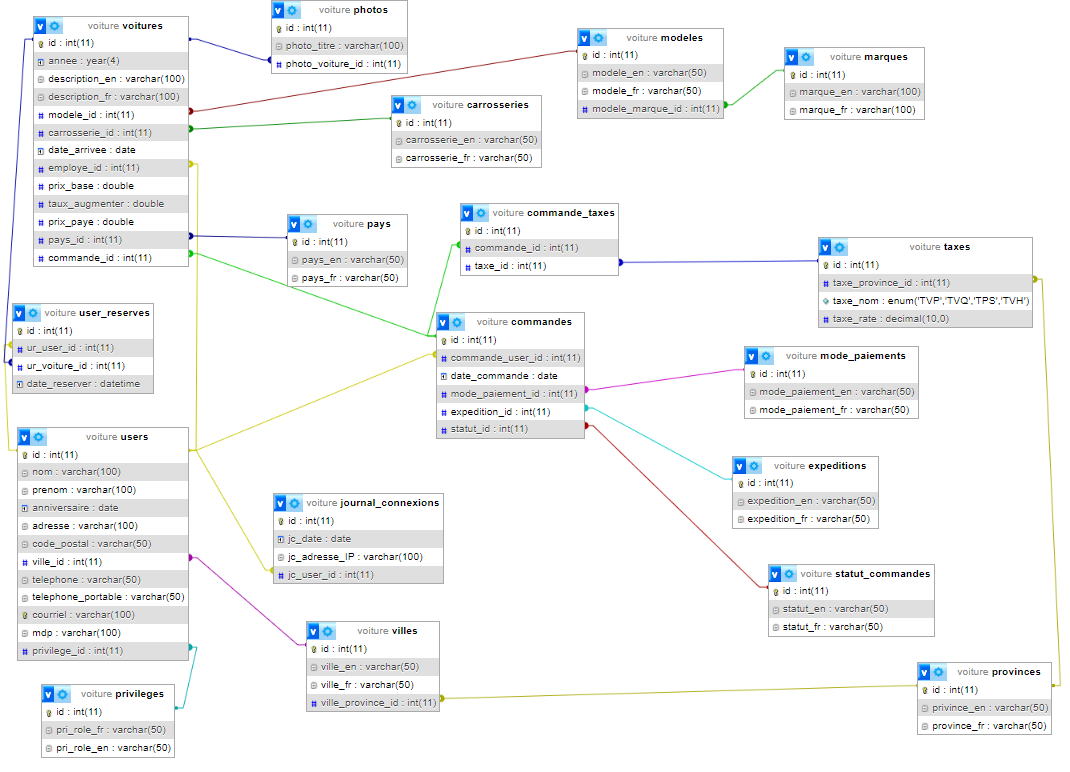 v voiture voitures
id : int(11)
annee : year(4)
description_en : varchar(100)
description_fr : varchar(100)
# modele_id : int(11)
# carrosserie_id : int(11)
date_arrivee : date
# employe_id : int(11)
# prix_base : double
# taux_augmenter : double
# prix_paye : double
# pays_id : int(11)
# commande_id : int(11)
v voiture photos
id : int(11)
photo_titre : varchar(100)
# photo_voiture_id : int(11)
v voiture modeles
id : int(11)
modele_en : varchar(50)
modele_fr : varchar(50)
# modele_marque_id : int(11)
v voiture marques
id : int(11)
marque_en : varchar(100)
marque_fr : varchar(100)
v voiture carrosseries
id : int(11)
carrosserie_en : varchar(50)
carrosserie_fr : varchar(50)
v voiture pays
id : int(11)
pays_en : varchar(50)
pays_fr : varchar(50)
v voiture commande_taxes
id : int(11)
# commande_id : int(11)
# taxe_id : int(11)
v voiture taxes
id : int(11)
# taxe_province_id : int(11)
taxe_nom : enum('TVP','TVQ','TPS','TVH')
# taxe_rate : decimal(10,0)
v voiture user_reserves
id : int(11)
# ur_user_id : int(11)
# ur_voiture_id : int(11)
date_reserver : datetime
v voiture commandes
id : int(11)
# commande_user_id : int(11)
date_commande : date
# mode_paiement_id : int(11)
# expedition_id : int(11)
# statut_id : int(11)
v voiture mode_paiements
id : int(11)
mode_paiement_en : varchar(50)
mode_paiement_fr : varchar(50)
v voiture users
id : int(11)
nom : varchar(100)
prenom : varchar(100)
anniversaire : date
adresse : varchar(100)
code_postal : varchar(50)
# ville_id : int(11)
telephone : varchar(50)
telephone_portable : varchar(50)
courriel : varchar(100)
mdp : varchar(100)
# privilege_id : int(11)
v voiture expeditions
id : int(11)
expedition_en : varchar(50)
expedition_fr : varchar(50)
v voiture journal_connexions
id : int(11)
jc_date : date
jc_adresse_IP : varchar(100)
# jc_user_id : int(11)
v voiture statut_commandes
id : int(11)
statut_en : varchar(50)
statut_fr : varchar(50)
v voiture villes
id : int(11)
ville_en : varchar(50)
ville_fr : varchar(50)
# ville_province_id : int(11)
v voiture provinces
id : int(11)
privince_en : varchar(50)
province_fr : varchar(50)
v voiture privileges
id : int(11)
pri_role_fr : varchar(50)
pri_role_en : varchar(50)